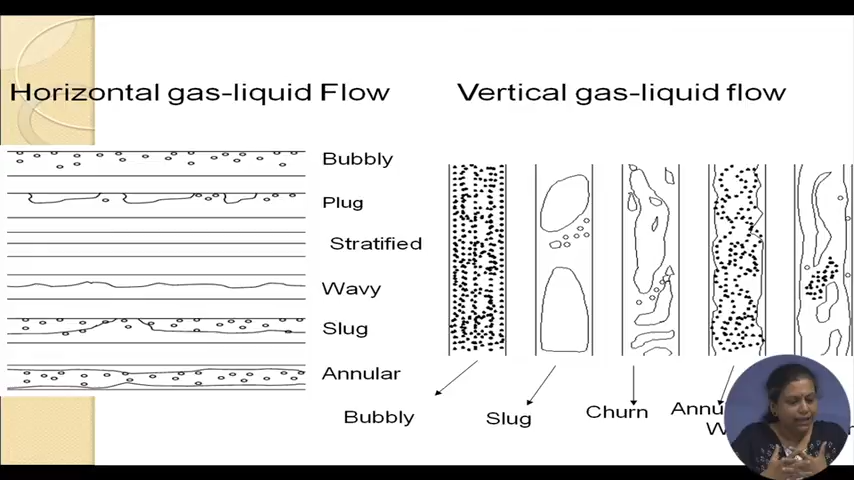 Horizontal gas-liquid Flow
Vertical gas-liquid flow
Bubbly
Plug
Stratified
Wavy
Slug
Annular
Bubbly
Slug
Churn